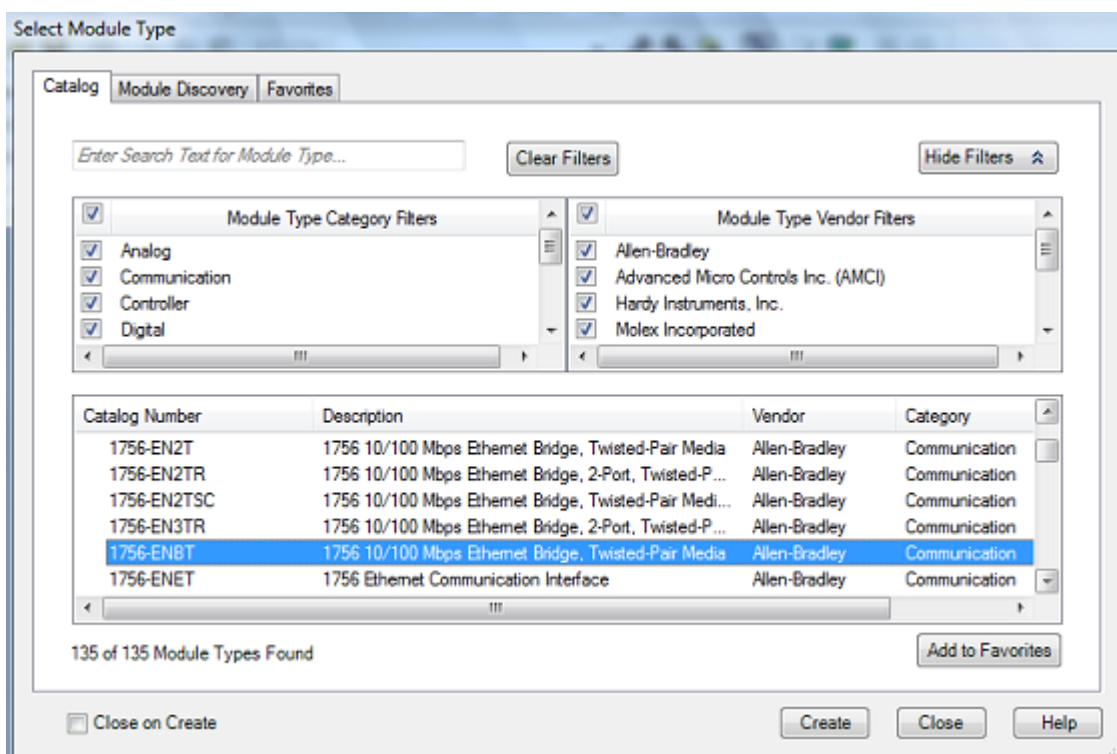 Select Module Type
Catalog Module Discovery Favorites
Enter Search Text for Module Type... Clear Filters Hide Filters
Module Type Category Filters Module Type Vendor Filters
Analog Allen-Bradley
Communication Advanced Micro Controls Inc. (AMCI)
Controller Hardy Instruments, Inc.
Digital Molex Incorporated
Catalog Number Description Vendor Category
1756-EN2T 1756 10/100 Mbps Ethernet Bridge, Twisted-Pair Media Allen-Bradley Communication
1756-EN2TR 1756 10/100 Mbps Ethernet Bridge, 2-Port, Twisted-P... Allen-Bradley Communication
1756-EN2TSC 1756 10/100 Mbps Ethernet Bridge, Twisted-Pair Medi... Allen-Bradley Communication
1756-EN3TR 1756 10/100 Mbps Ethernet Bridge, 2-Port, Twisted-P... Allen-Bradley Communication
1756-ENBT 1756 10/100 Mbps Ethernet Bridge, Twisted-Pair Media Allen-Bradley Communication
1756-ENET 1756 Ethernet Communication Interface Allen-Bradley Communication
135 of 135 Module Types Found Add to Favorites
Close on Create Create Close Help